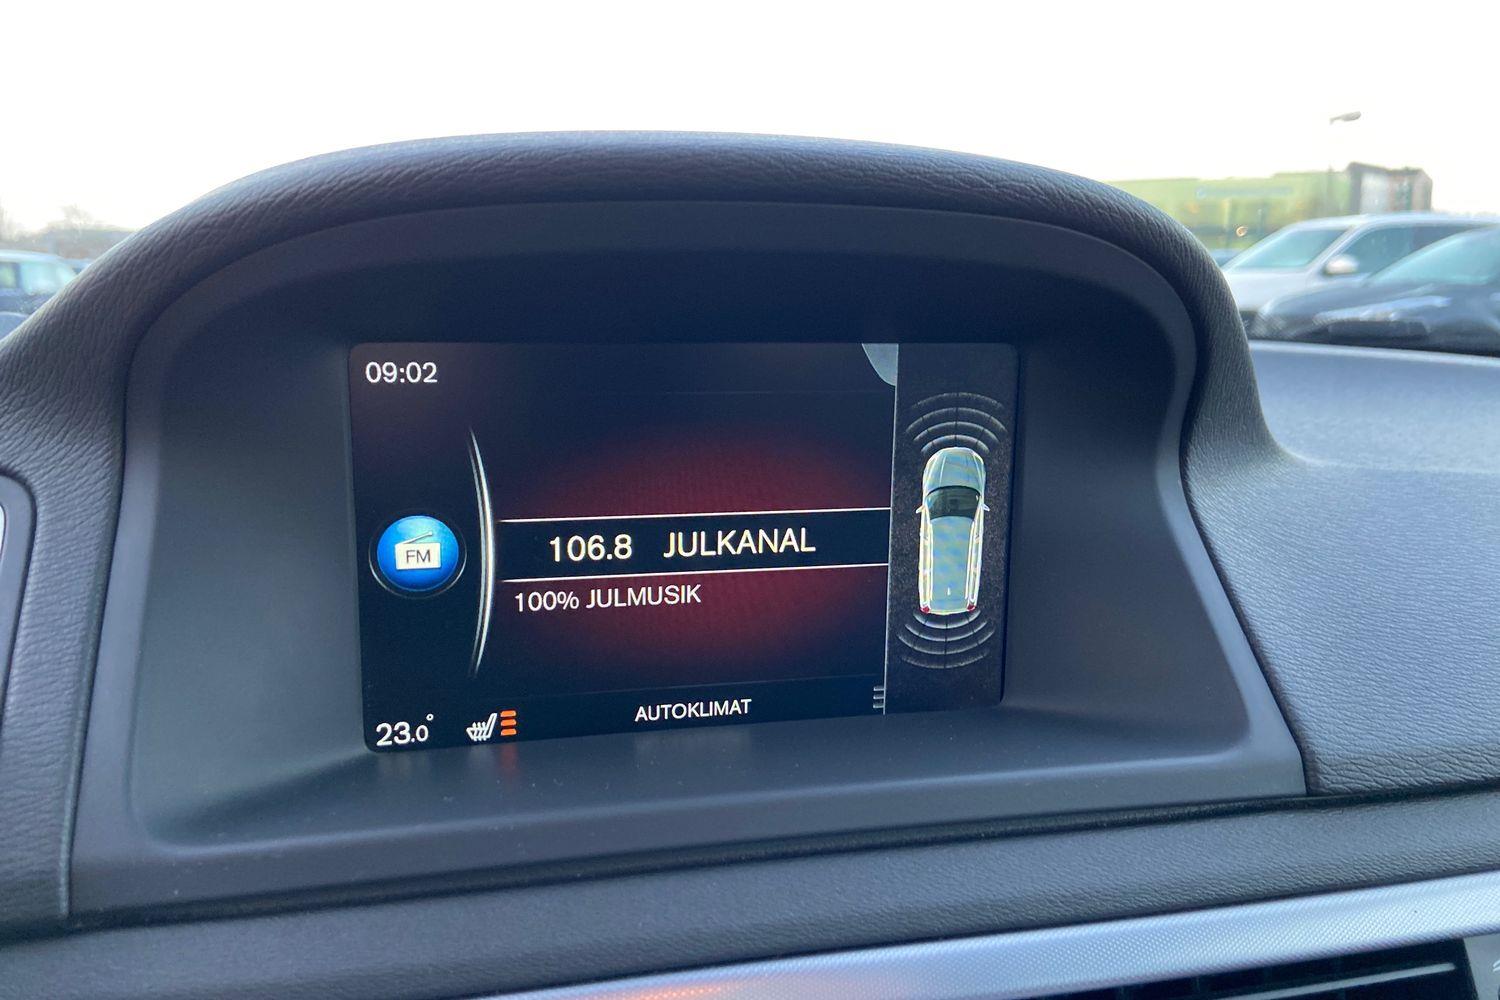 09:02
FM
106.8 JULKANAL
100% JULMUSIK
23.0°
AUTOKLIMAT